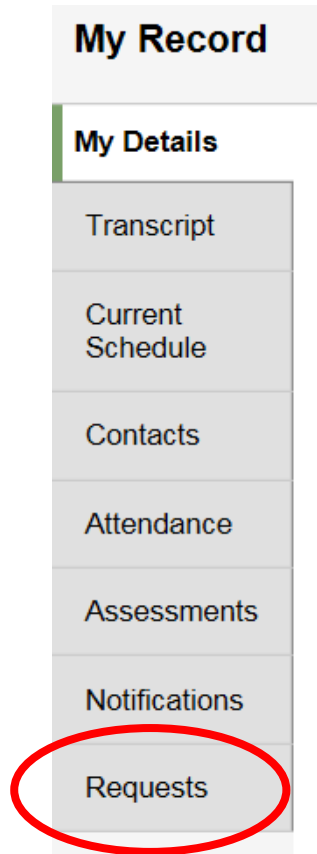 My Record
My Details
Transcript
Current
Schedule
Contacts
Attendance
Assessments
Notifications
Requests